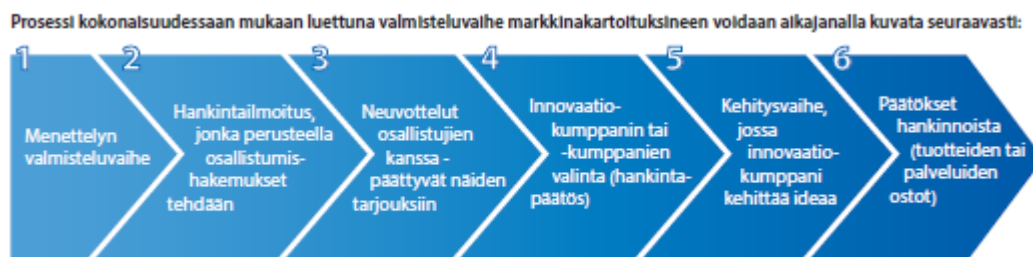 Prosessi kokonaisuudessaan mukaan luettuna valmisteluvaihe markkinakartoituksineen voidaan aikajanalla kuvata seuraavasti:
1
Menettelyn
valmisteluvaihe
2
Hankintailmoitus,
jonka perusteella
osallistumis-
hakemukset
tehdään
3
Neuvottelut
osallistujien
kanssa -
päättyvät näiden
tarjouksiin
4
Innovaatio-
kumppanin tai
-kumppanien
valinta (hankinta-
päätös)
5
Kehitysvaihe,
jossa
innovaatio-
kumppani
kehittää ideaa
6
Päätökset
hankinnoista
(tuotteiden tai
palveluiden
ostot)